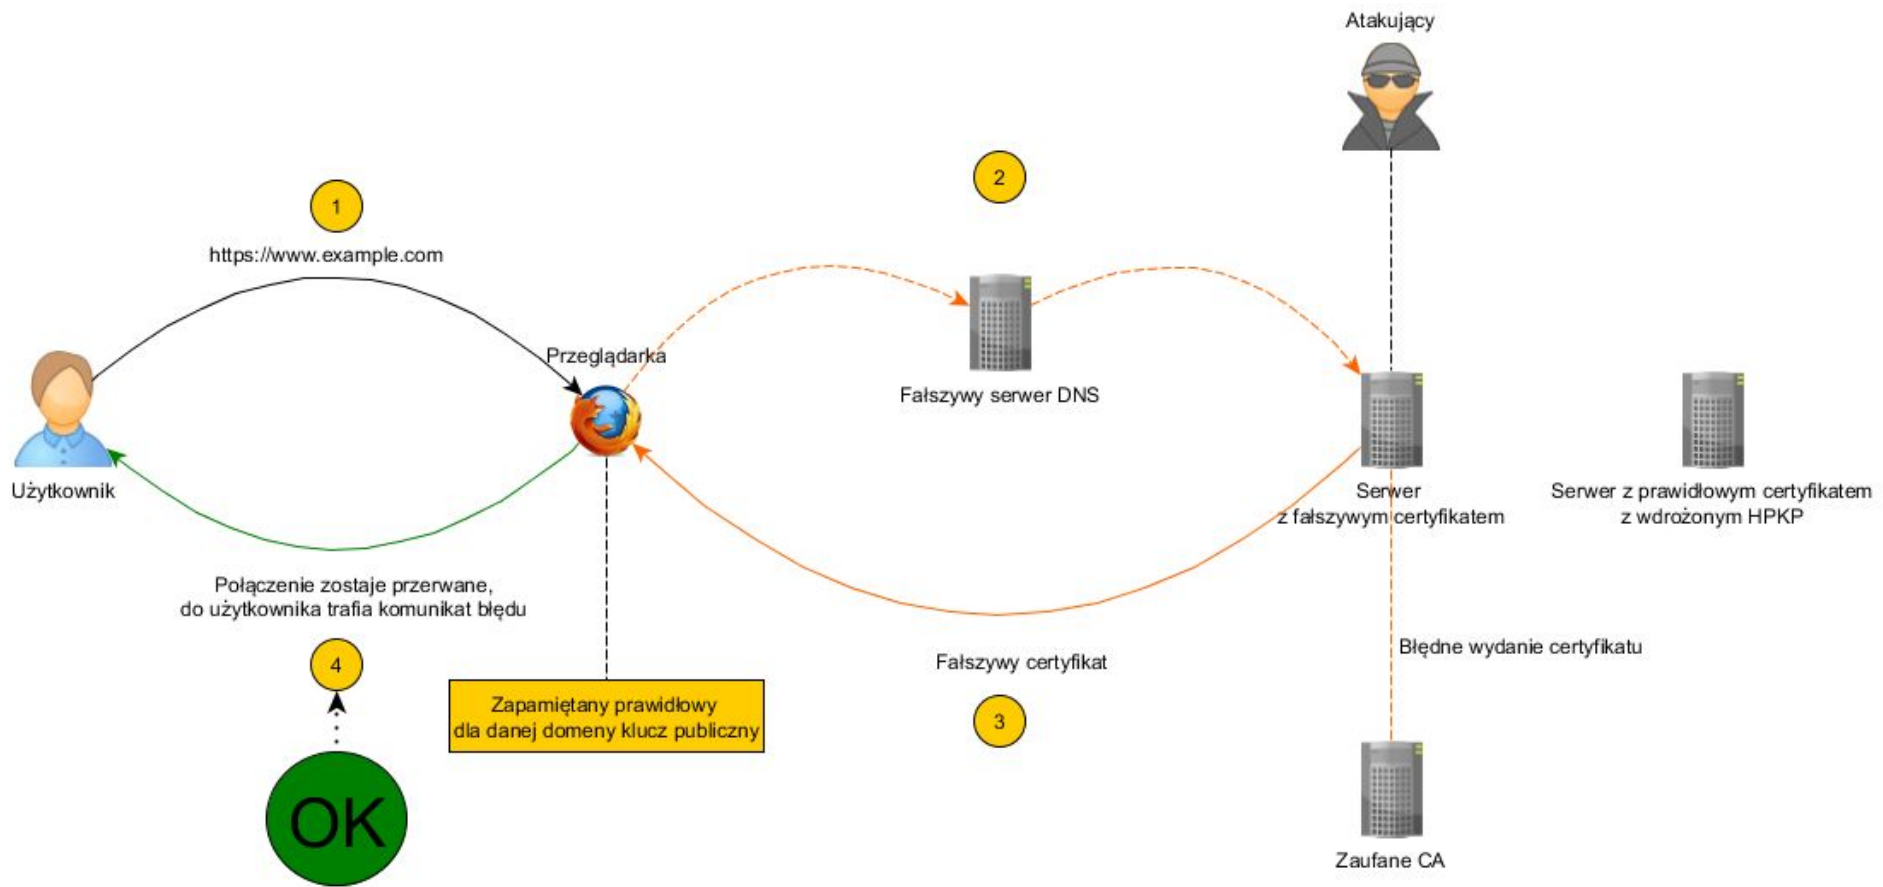 Atakujący
2
1
https://www.example.com
Przeglądarka
Fałszywy serwer DNS
Użytkownik
Serwer
z fałszywym certyfikatem
Serwer z prawidłowym certyfikatem
z wdrożonym HPKP
Połączenie zostaje przerwane,
do użytkownika trafia komunikat błędu
4
Błędne wydanie certyfikatu
Fałszywy certyfikat
3
Zapamiętany prawidłowy
dla danej domeny klucz publiczny
OK
Zaufane CA